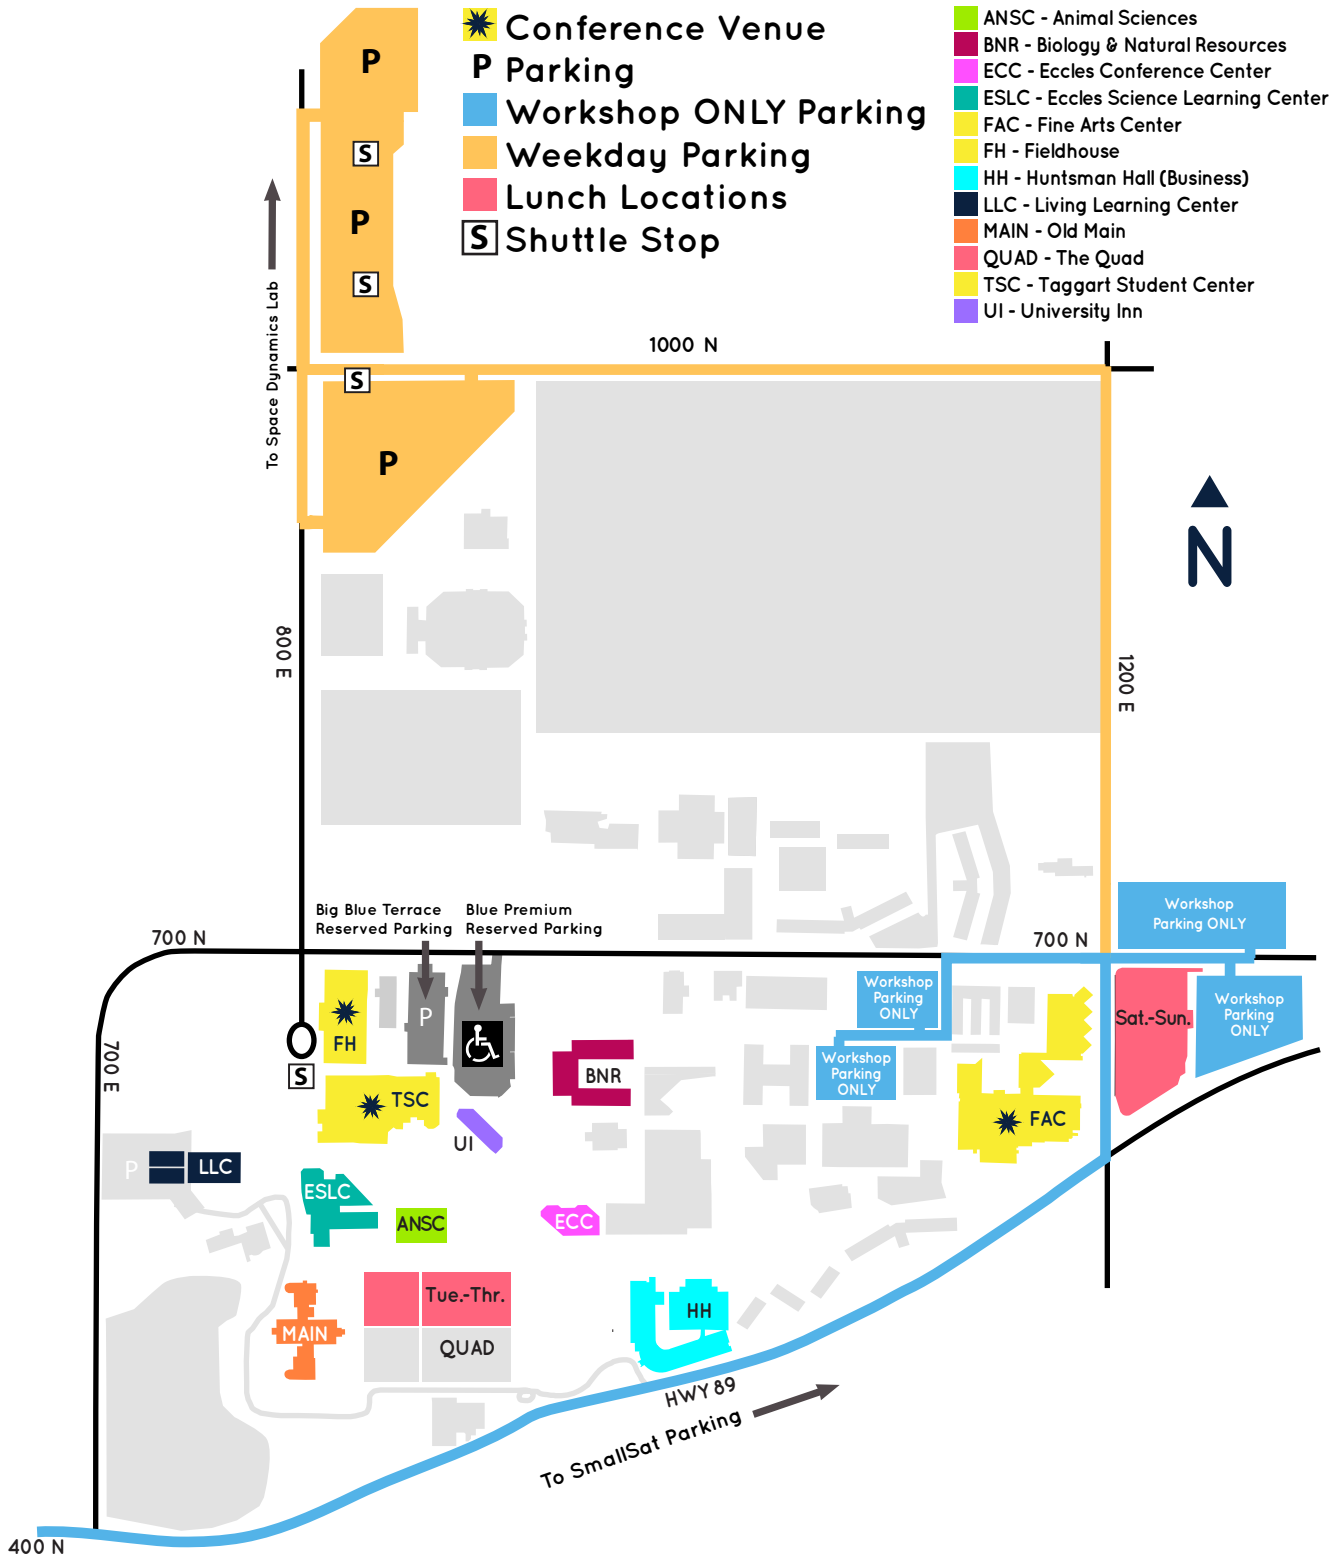 Conference Venue
P Parking
Workshop ONLY Parking
Weekday Parking
Lunch Locations
S Shuttle Stop
ANSC - Animal Sciences
BNR - Biology & Natural Resources
ECC - Eccles Conference Center
ESLC - Eccles Science Learning Center
FAC - Fine Arts Center
FH - Fieldhouse
HH - Huntsman Hall (Business)
LLC - Living Learning Center
MAIN - Old Main
QUAD - The Quad
TSC - Taggart Student Center
UI - University Inn
P
S
P
S
To Space Dynamics Lab
1000 N
S
P
N
800 E
1200 E
Big Blue Terrace
Reserved Parking
Blue Premium
Reserved Parking
700 N
700 N
Workshop
Parking ONLY
Workshop
Parking
ONLY
Workshop
Parking
ONLY
Workshop
Parking
ONLY
Sat.-Sun.
P
FH
700 E
S
TSC
BNR
FAC
UI
P
LLC
ESLC
ANSC
ECC
Tue.-Thr.
HH
MAIN
QUAD
HWY 89
To SmallSat Parking
400 N